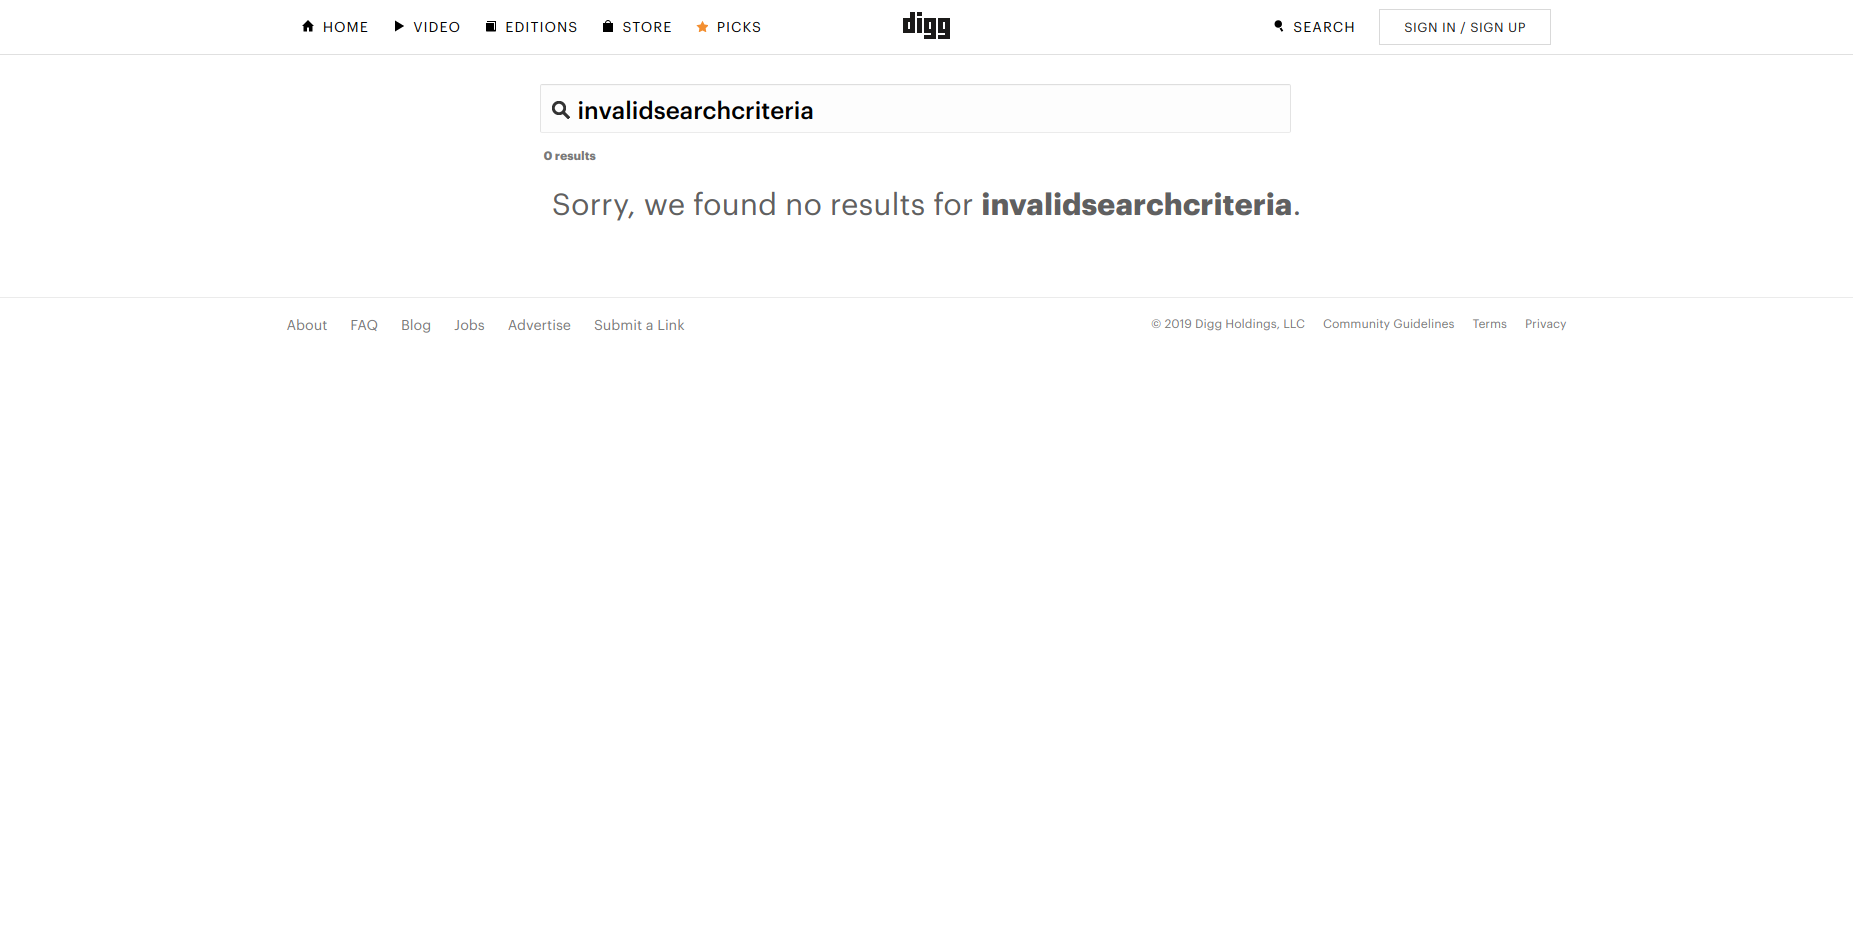 HOME VIDEO EDITIONS STORE PICKS digg SEARCH SIGN IN / SIGN UP
invalidsearchcriteria
0 results
Sorry, we found no results for invalidsearchcriteria.
About FAQ Blog Jobs Advertise Submit a Link © 2019 Digg Holdings, LLC Community Guidelines Terms Privacy